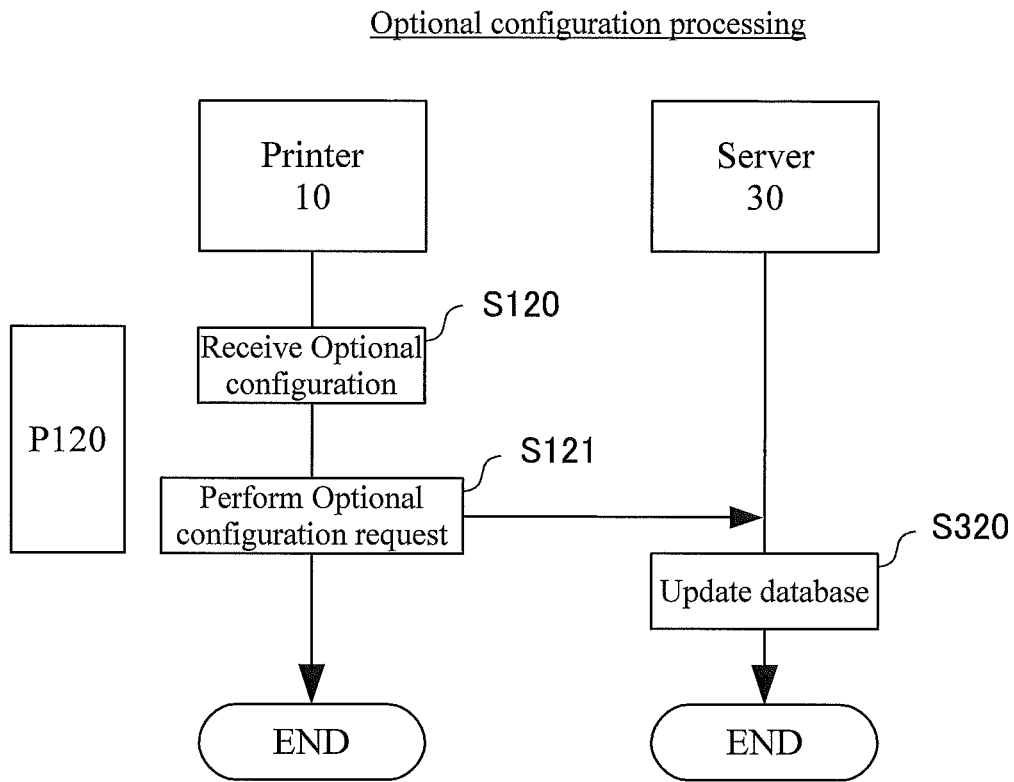 Optional configuration processing
Printer
10
Server
30
S120
Receive Optional
configuration
P120
S121
Perform Optional
configuration request
S320
Update database
END
END